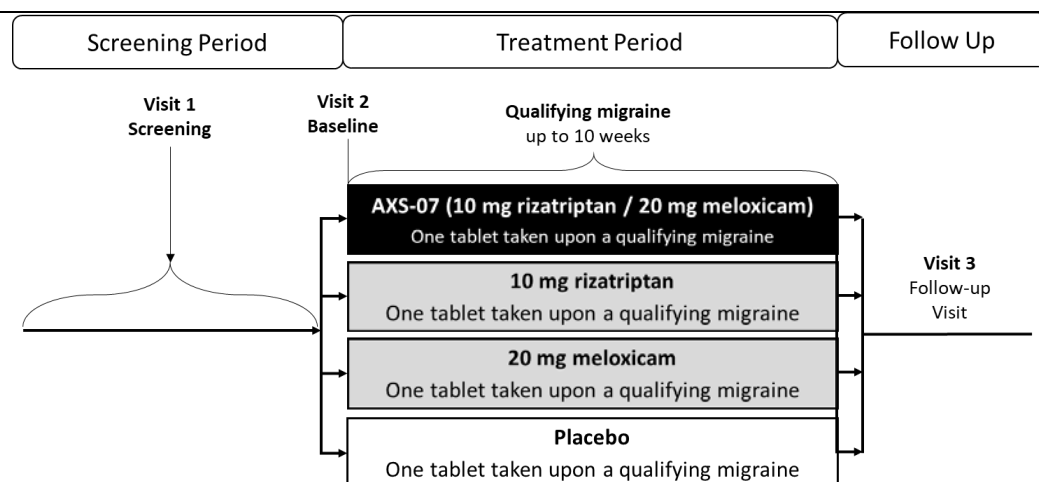 Screening Period
Treatment Period
Follow Up
Visit 1
Screening
Visit 2
Baseline
Qualifying migraine
up to 10 weeks
AXS-07 (10 mg rizatriptan / 20 mg meloxicam)
One tablet taken upon a qualifying migraine
10 mg rizatriptan
One tablet taken upon a qualifying migraine
20 mg meloxicam
One tablet taken upon a qualifying migraine
Placebo
One tablet taken upon a qualifying migraine
Visit 3
Follow-up
Visit